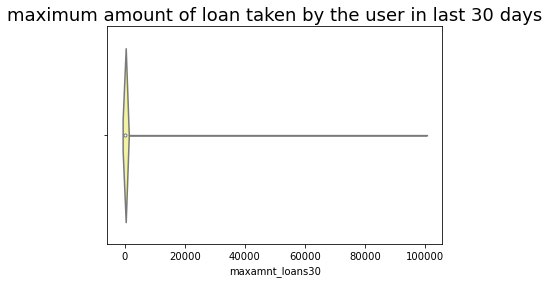 maximum amount of loan taken by the user in last 30 days
0 20000 40000 60000 80000 100000
maxamnt_loans30